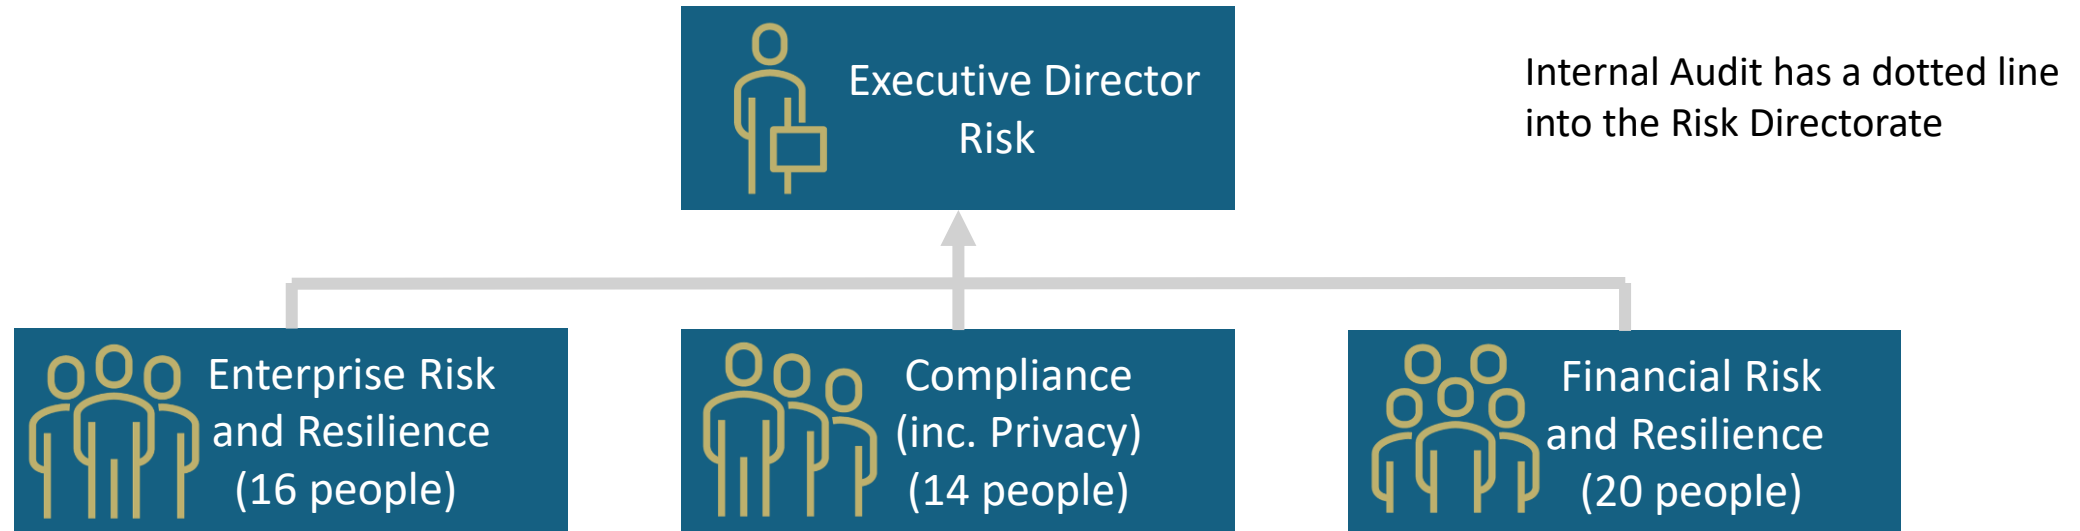 Executive Director
Risk
Internal Audit has a dotted line
into the Risk Directorate
Enterprise Risk
and Resilience
(16 people)
Compliance
(inc. Privacy)
(14 people)
Financial Risk
and Resilience
(20 people)